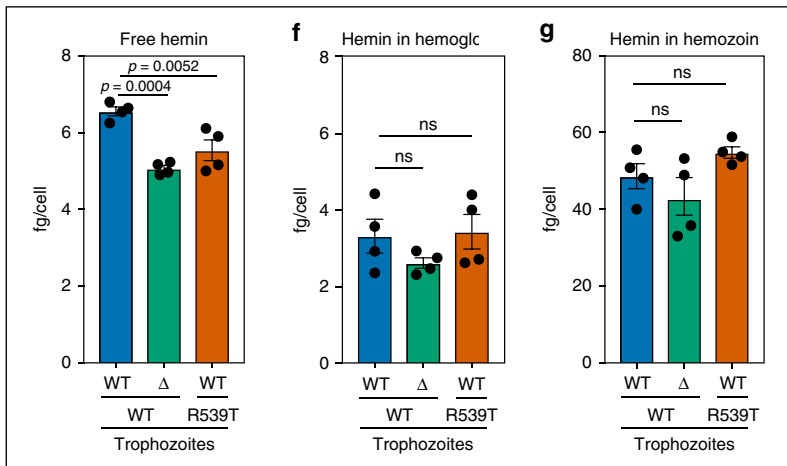 Free hemin
8
6
4
2
0
fg/cell
p = 0.0052
p = 0.0004
WT Δ WT
WT R539T
Trophozoites
f
Hemin in hemoglc
8
6
4
2
0
fg/cell
ns
ns
WT Δ WT
WT R539T
Trophozoites
g
Hemin in hemozoin
80
60
40
20
0
fg/cell
ns
ns
WT Δ WT
WT R539T
Trophozoites